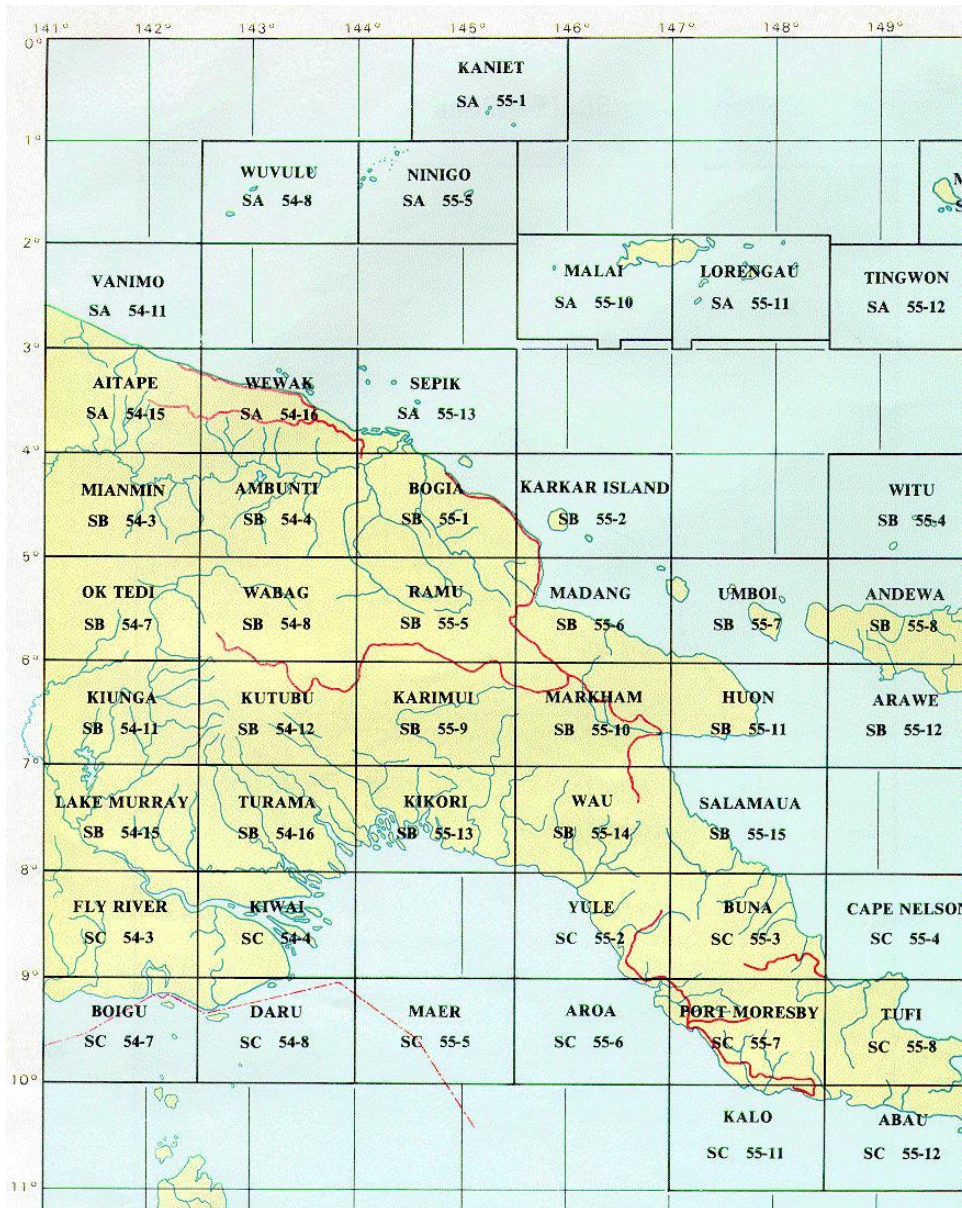 141° 142° 143° 144° 145° 146° 147° 148° 149°
0°
KANIET
SA 55-1
1°
WUVULU NINIGO
SA 54-8 SA 55-5
2°
VANIMO MALAI LORENGAU TINGWON
SA 54-11 SA 55-10 SA 55-11 SA 55-12
3°
AITAPE WEWAK SEPIK
SA 54-15 SA 54-16 SA 55-13
4°
MIANMIN AMBUNTI BOGIA KARKAR ISLAND WITU
SB 54-3 SB 54-4 SB 55-1 SB 55-2 SB 55-4
5°
OK TEDI WABAG RAMU MADANG UMBOI ANDEWA
SB 54-7 SB 54-8 SB 55-5 SB 55-6 SB 55-7 SB 55-8
6°
KIUNGA KUTUBU KARIMUI MARKHAM HUON ARAWE
SB 54-11 SB 54-12 SB 55-9 SB 55-10 SB 55-11 SB 55-12
7°
LAKE MURRAY TURAMA KIKORI WAU SALAMAUA
SB 54-15 SB 54-16 SB 55-13 SB 55-14 SB 55-15
8°
FLY RIVER KIWAI YULE BUNA CAPE NELSON
SC 54-3 SC 54-4 SC 55-2 SC 55-3 SC 55-4
9°
BOIGU DARU MAER AROA PORT MORESBY TUFI
SC 54-7 SC 54-8 SC 55-5 SC 55-6 SC 55-7 SC 55-8
10°
KALO ABAU
SC 55-11 SC 55-12
11°